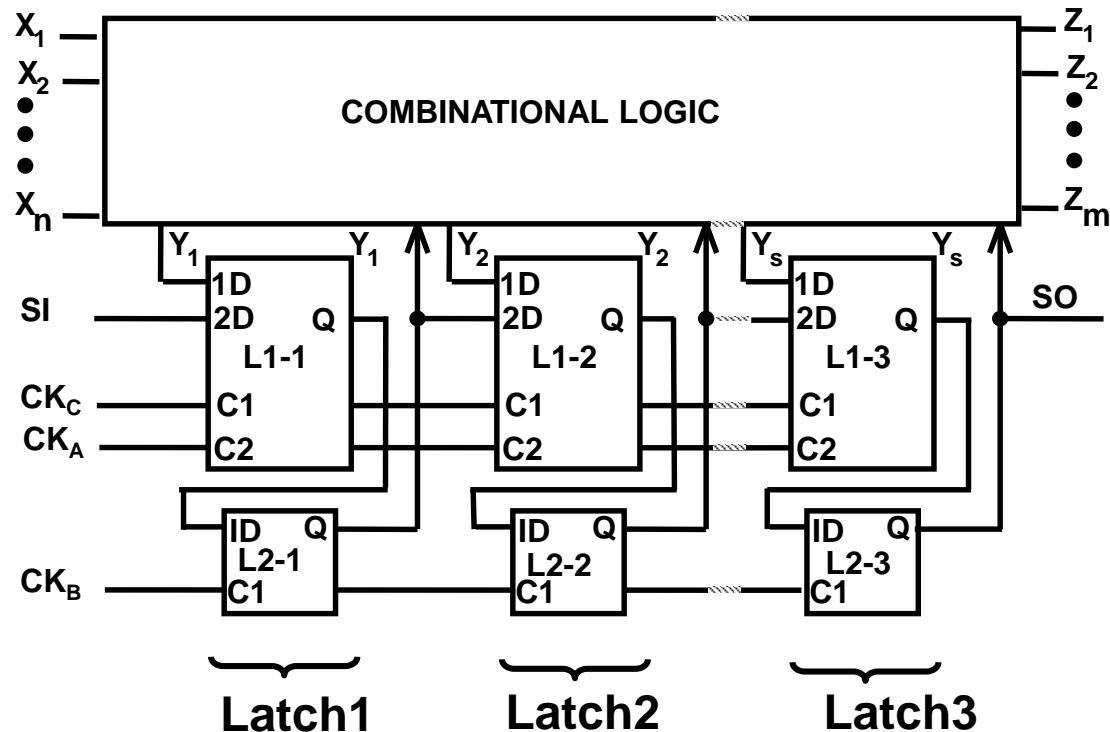 X1 Z1
X2 Z2
COMBINATIONAL LOGIC
Xn Zm
Y1 Y1 Y2 Y2 Ys Ys
1D 1D 1D
SI 2D Q 2D Q 2D Q SO
L1-1 L1-2 L1-3
CKC C1 C1 C1
CKA C2 C2 C2
ID Q ID Q ID Q
L2-1 L2-2 L2-3
CKB C1 C1 C1
Latch1 Latch2 Latch3